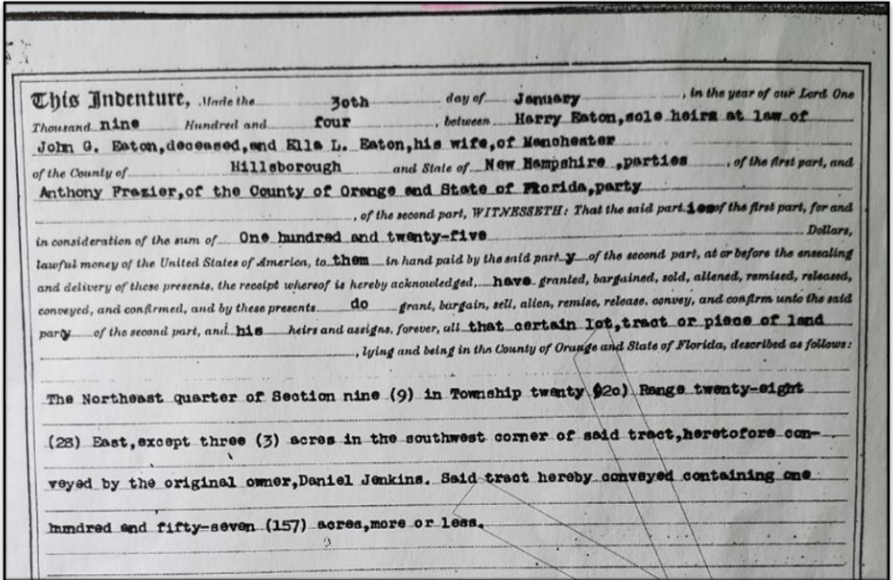 This Indenture, Made the 30th day of January , in the year of our Lord One
Thousand nine Hundred and four , between Harry Eaton,sole heirs at law of
John G. Eaton,deceased,and Ella L. Eaton,his wife,of Manchester
of the County of Hillsborough and State of New Hampshire ,parties , of the first part, and
Anthony Frazier,of the County of Orange and State of Florida,party
, of the second part, WITNESSETH: That the said part ies of the first part, for and
in consideration of the sum of One hundred and twenty-five Dollars,
lawful money of the United States of America, to them in hand paid by the said part y of the second part, at or before the ensealing
and delivery of these presents, the receipt whereof is hereby acknowledged, have granted, bargained, sold, aliened, remised, released,
conveyed, and confirmed, and by these presents do grant, bargain, sell, alien, remise, release, convey, and confirm unto the said
party of the second part, and his heirs and assigns, forever, all that certain lot,tract or piece of land
, lying and being in the County of Orange and State of Florida, described as follows:
The Northeast quarter of Section nine (9) in Township twenty (20) Range twenty-eight
(28) East,except three (3) acres in the southwest corner of said tract,heretofore con-
veyed by the original owner,Daniel Jenkins. Said tract hereby conveyed containing one
hundred and fifty-seven (157) acres,more or less.